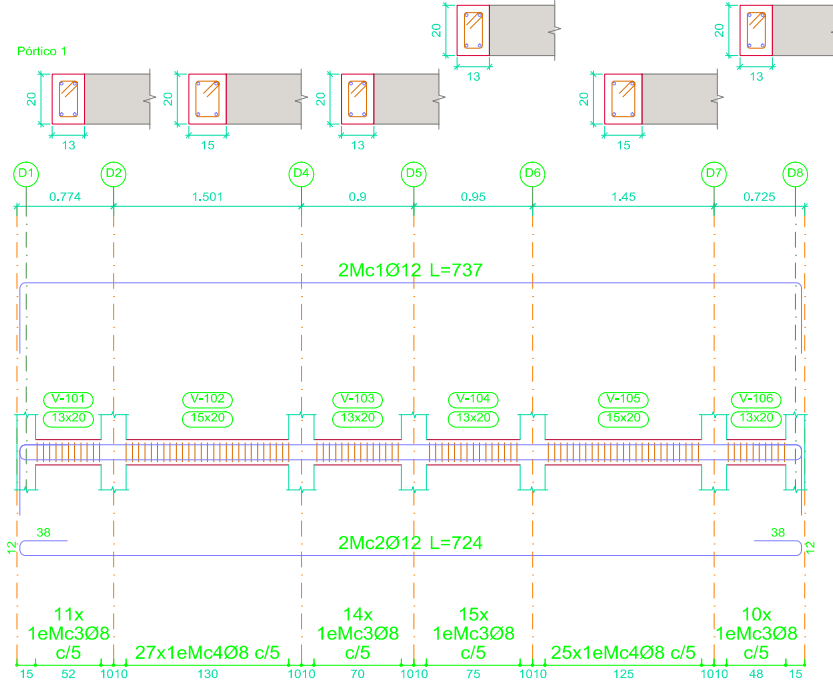 20
13
20
13
Pórtico 1
20
13
20
15
20
13
20
15
D1
D2
D4
D5
D6
D7
D8
0.774
1.501
0.9
0.95
1.45
0.725
2Mc1Ø12 L=737
V-101
13x20
V-102
15x20
V-103
13x20
V-104
13x20
V-105
15x20
V-106
13x20
38
12
2Mc2Ø12 L=724
38
12
11x
1eMc3Ø8
c/5
27x1eMc4Ø8 c/5
14x
1eMc3Ø8
c/5
15x
1eMc3Ø8
c/5
25x1eMc4Ø8 c/5
10x
1eMc3Ø8
c/5
15 52 1010 130 1010 70 1010 75 1010 125 1010 48 15